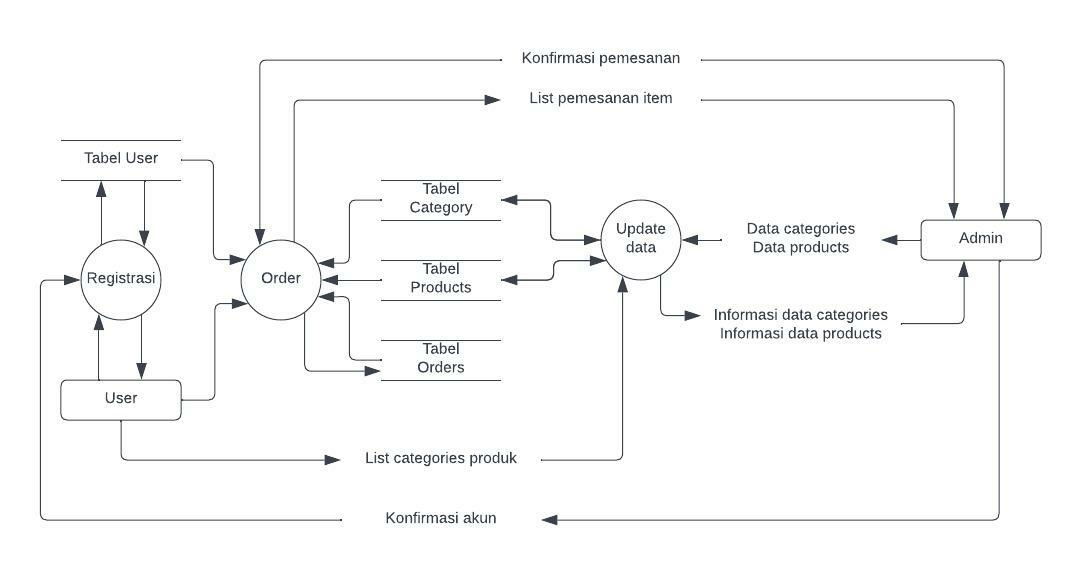 Konfirmasi pemesanan
List pemesanan item
Tabel User
Tabel
Category
Update
data
Data categories
Data products
Admin
Registrasi
Order
Tabel
Products
Informasi data categories
Informasi data products
Tabel
Orders
User
List categories produk
Konfirmasi akun